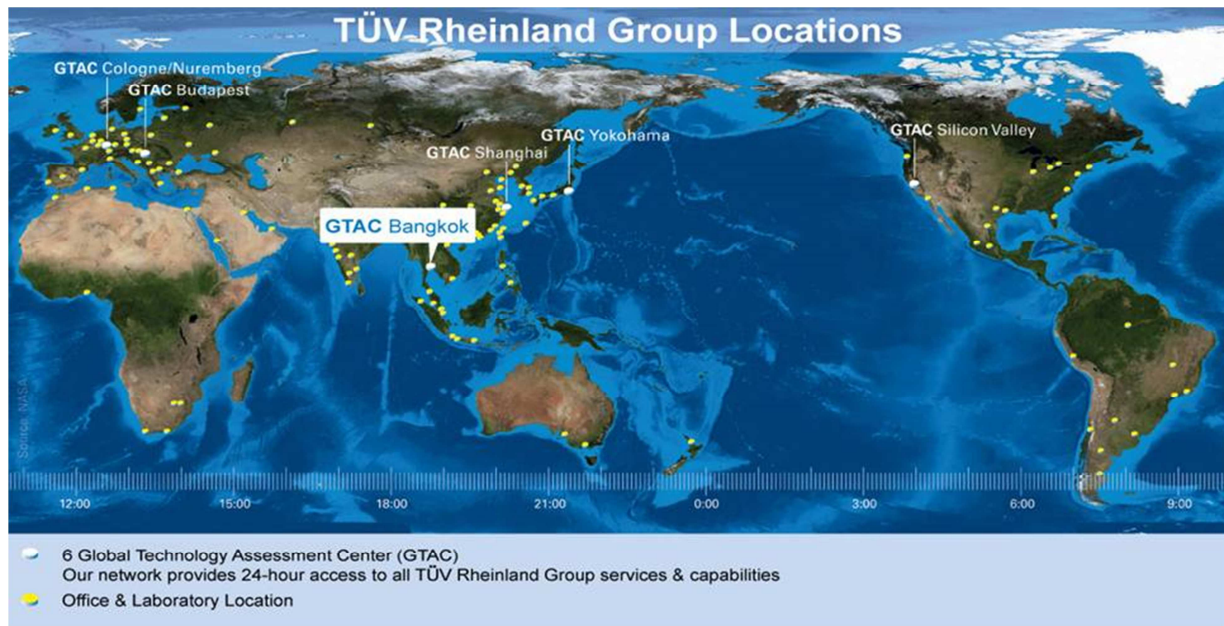 TÜV Rheinland Group Locations
GTAC Cologne/Nuremberg
GTAC Budapest
GTAC Yokohama
GTAC Silicon Valley
GTAC Shanghai
GTAC Bangkok
Source: NASA
12:00 15:00 18:00 21:00 0:00 3:00 6:00 9:00
6 Global Technology Assessment Center (GTAC)
Our network provides 24-hour access to all TÜV Rheinland Group services & capabilities
Office & Laboratory Location